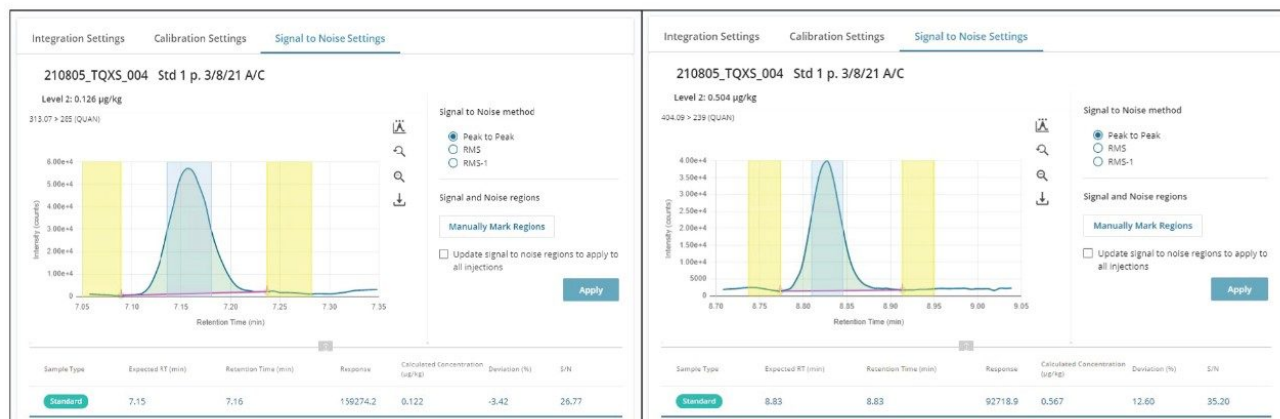 Integration Settings Calibration Settings Signal to Noise Settings
210805_TQXS_004 Std 1 p. 3/8/21 A/C
Level 2: 0.126 µg/kg
313.07 > 285 (QUAN)
6.00e+4
5.00e+4
4.00e+4
3.00e+4
2.00e+4
1.00e+4
0
Intensity (counts)
7.05 7.10 7.15 7.20 7.25 7.30 7.35
Retention Time (min)
Signal to Noise method
Peak to Peak
RMS
RMS-1
Signal and Noise regions
Manually Mark Regions
Update signal to noise regions to apply to
all injections
Apply
Sample Type Expected RT (min) Retention Time (min) Response Calculated Concentration (µg/kg) Deviation (%) S/N
Standard 7.15 7.16 159274.2 0.122 -3.42 26.77
Integration Settings Calibration Settings Signal to Noise Settings
210805_TQXS_004 Std 1 p. 3/8/21 A/C
Level 2: 0.504 µg/kg
404.09 > 239 (QUAN)
4.00e+4
3.50e+4
3.00e+4
2.50e+4
2.00e+4
1.50e+4
1.00e+4
5000
0
Intensity (counts)
8.70 8.75 8.80 8.85 8.90 8.95 9.00 9.05
Retention Time (min)
Signal to Noise method
Peak to Peak
RMS
RMS-1
Signal and Noise regions
Manually Mark Regions
Update signal to noise regions to apply to
all injections
Apply
Sample Type Expected RT (min) Retention Time (min) Response Calculated Concentration (µg/kg) Deviation (%) S/N
Standard 8.83 8.83 92718.9 0.567 12.60 35.20